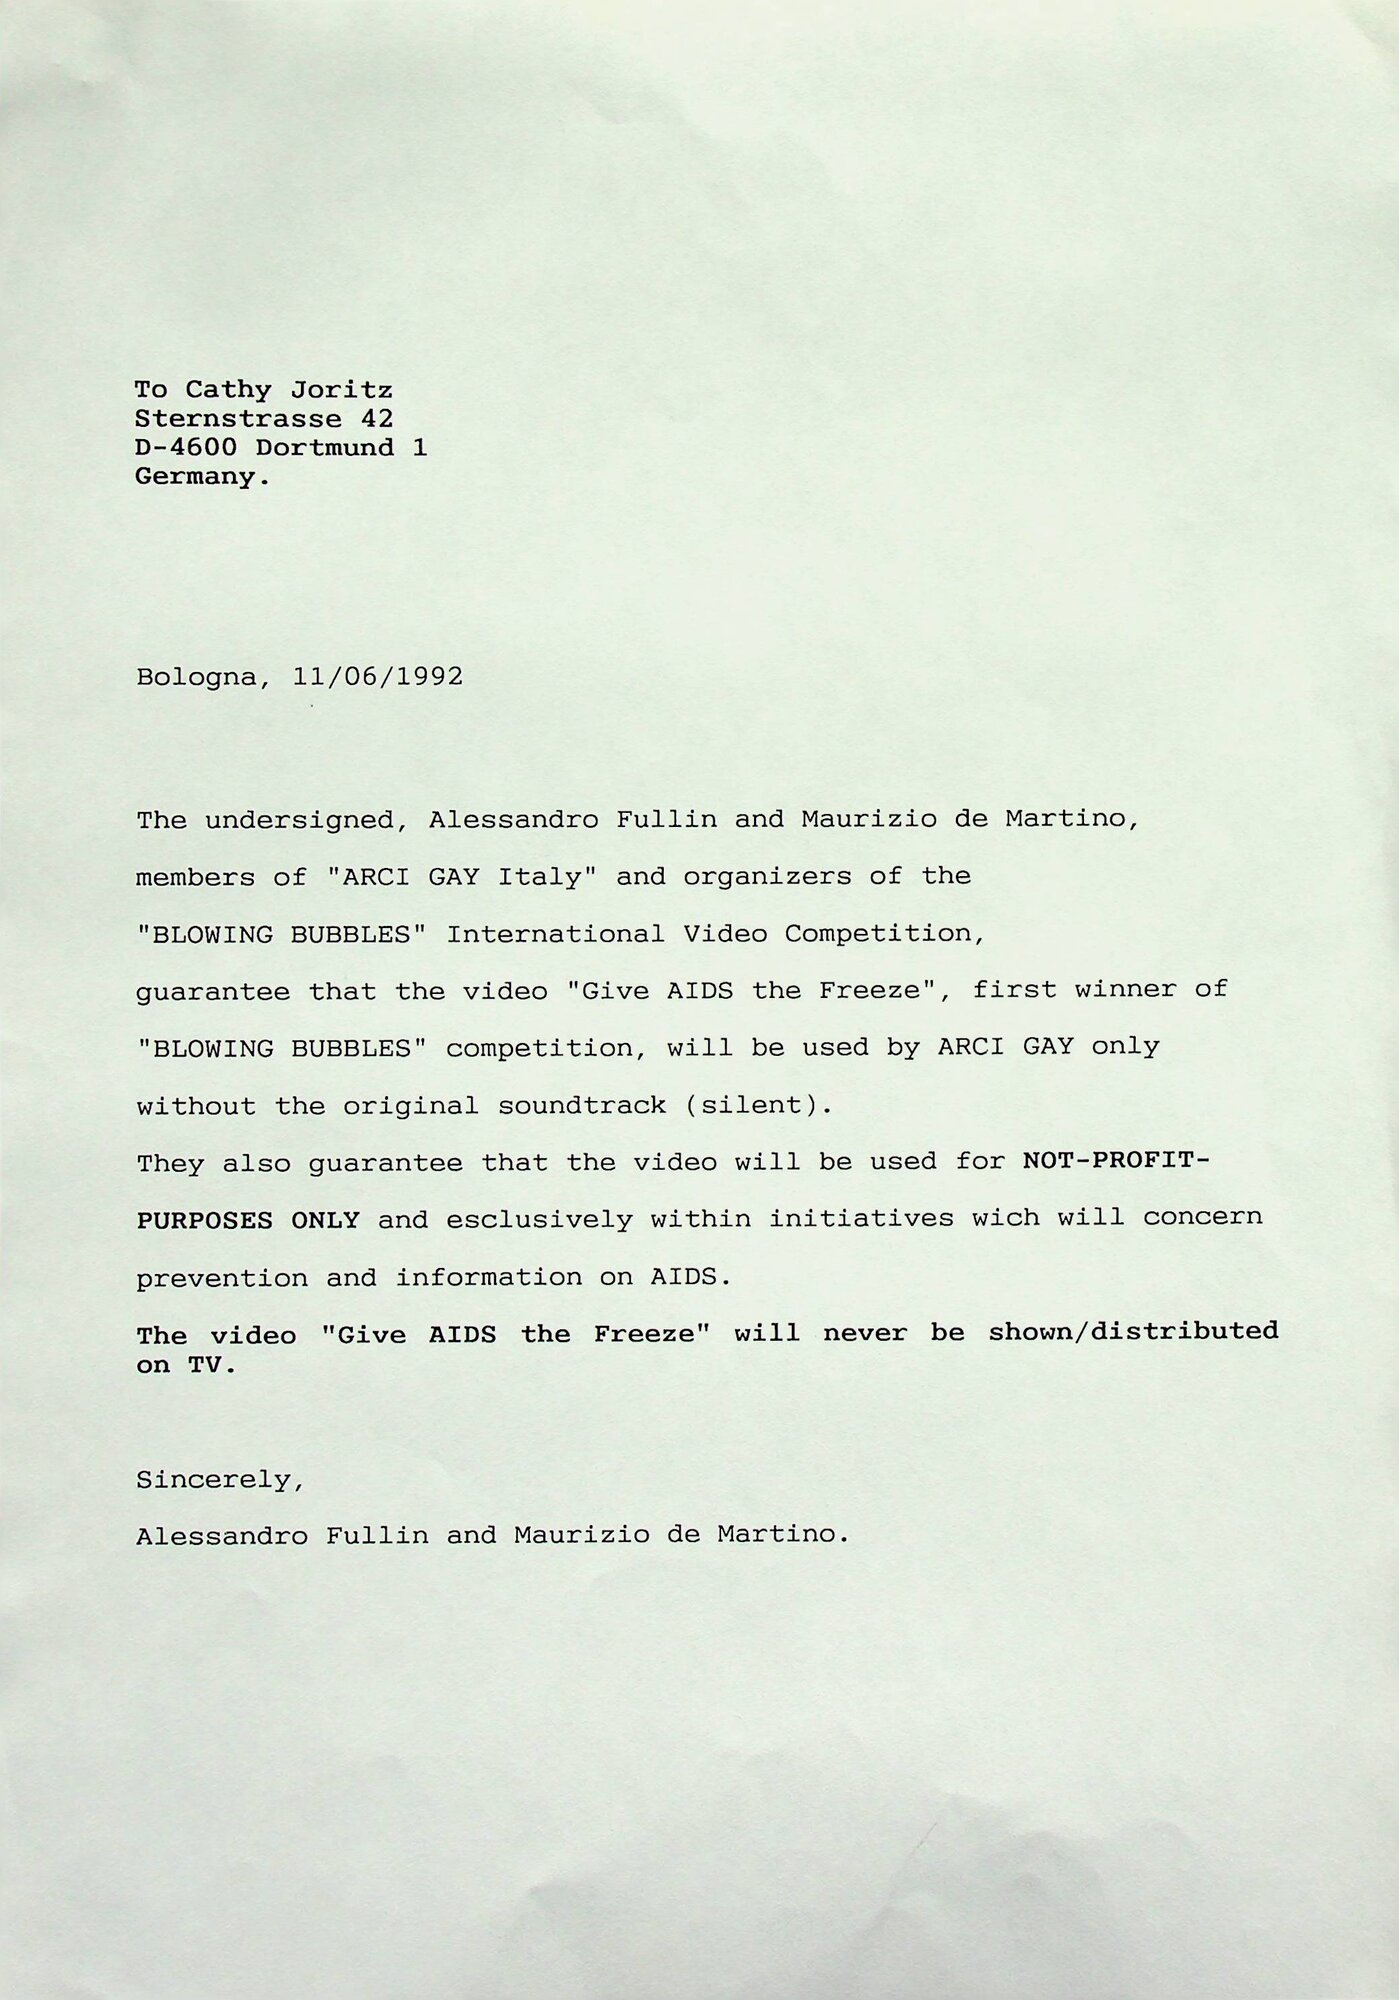 To Cathy Joritz
Sternstrasse 42
D-4600 Dortmund 1
Germany.
Bologna, 11/06/1992
The undersigned, Alessandro Fullin and Maurizio de Martino,
members of "ARCI GAY Italy" and organizers of the
"BLOWING BUBBLES" International Video Competition,
guarantee that the video "Give AIDS the Freeze", first winner of
"BLOWING BUBBLES" competition, will be used by ARCI GAY only
without the original soundtrack (silent).
They also guarantee that the video will be used for NOT-PROFIT-
PURPOSES ONLY and esclusively within initiatives wich will concern
prevention and information on AIDS.
The video "Give AIDS the Freeze" will never be shown/distributed
on TV.
Sincerely,
Alessandro Fullin and Maurizio de Martino.